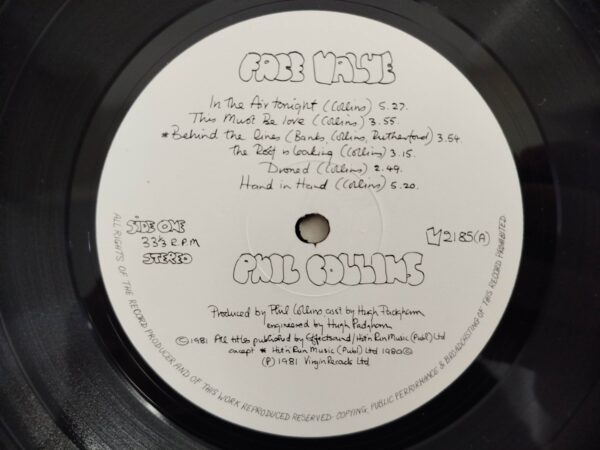 FACE VALUE
In the Air tonight (Collins) 5.27.
This Must Be love (Collins) 3.55.
*Behind the lines (Banks, Collins, Rutherford) 3.54
the Roof is leaking (Collins) 3.15.
Droned (Collins) 2.49.
Hand in Hand (Collins) 5.20.
SIDE ONE
33⅓ R.P.M
STEREO
V2185(A)
PHIL COLLINS
Produced by Phil Collins asst by Hugh Padgham
engineered by Hugh Padgham
©1981 All titles published by Effectsound/Hit'n Run Music (Publ) Ltd
except * Hit'n Run Music (Publ) Ltd 1980©
(P) 1981 Virgin Records Ltd
ALL RIGHTS OF THE RECORD PRODUCER AND OF THIS WORK REPRODUCED RESERVED· COPYING, PUBLIC PERFORMANCE & BROADCASTING OF THIS RECORD PROHIBITED